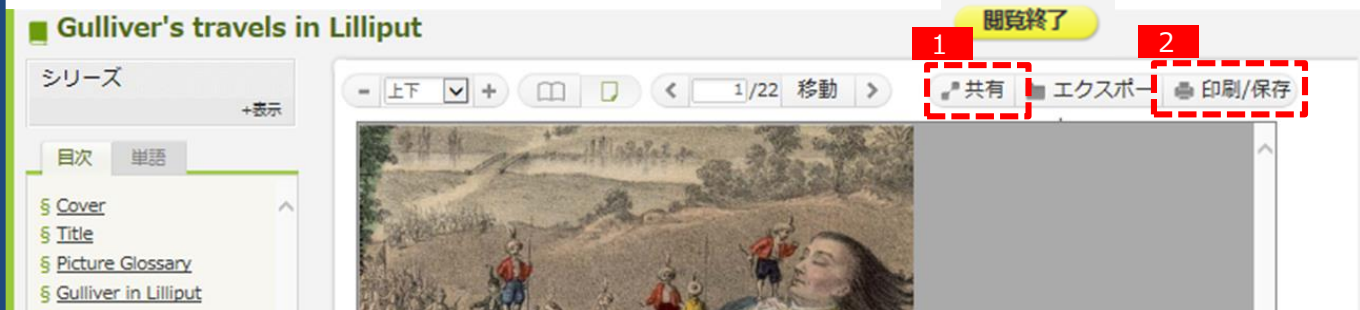 Gulliver's travels in Lilliput
閲覧終了
1
2
シリーズ
+表示
- 上下 +
1/22 移動
共有
エクスポー
印刷/保存
目次 単語
§ Cover
§ Title
§ Picture Glossary
§ Gulliver in Lilliput